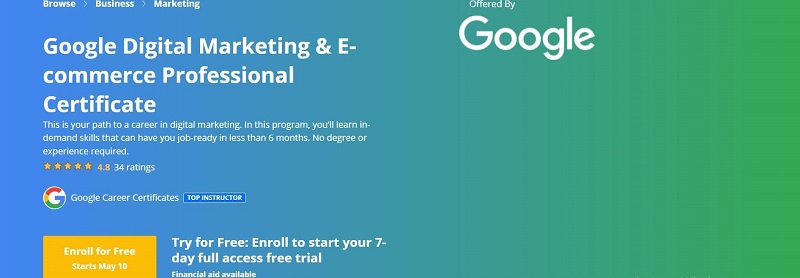 Browse > Business > Marketing
Offered By
Google
Google Digital Marketing & E-
commerce Professional
Certificate
This is your path to a career in digital marketing. In this program, you'll learn in-
demand skills that can have you job-ready in less than 6 months. No degree or
experience required.
4.8 34 ratings
G Google Career Certificates TOP INSTRUCTOR
Enroll for Free
Starts May 10
Try for Free: Enroll to start your 7-
day full access free trial
Financial aid available